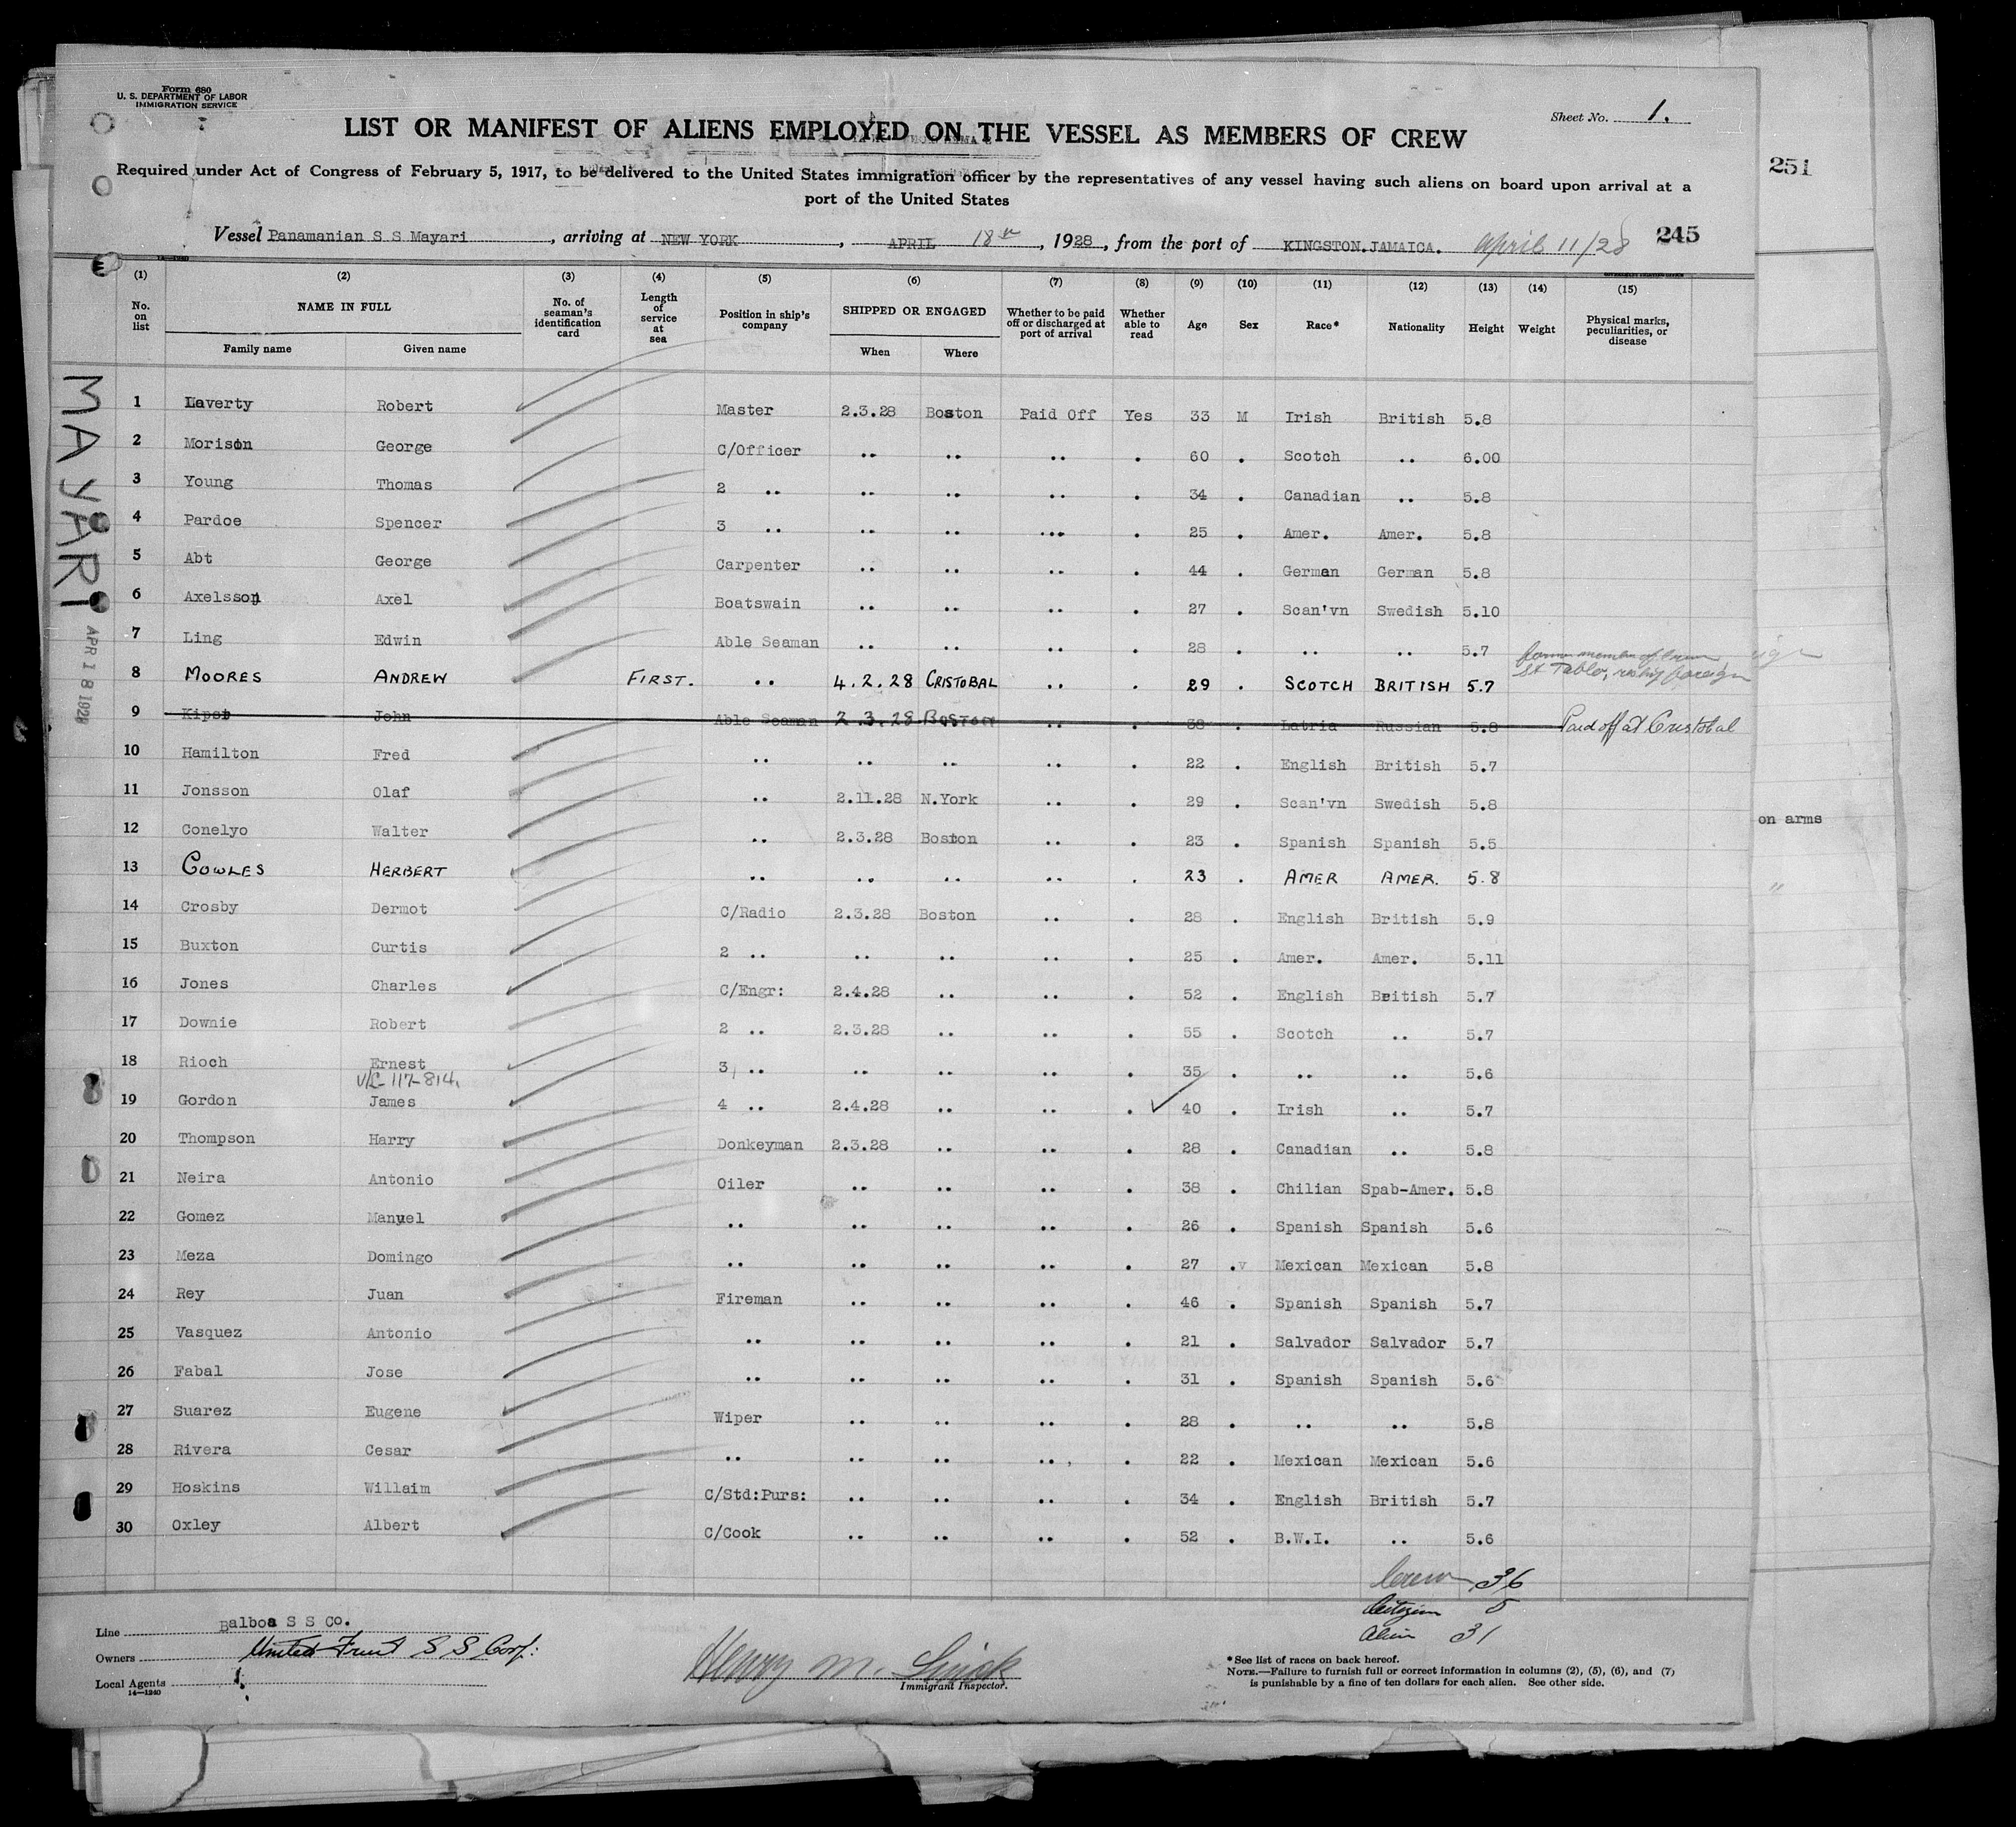 Form 680
U. S. DEPARTMENT OF LABOR
IMMIGRATION SERVICE
Sheet No. 1.
LIST OR MANIFEST OF ALIENS EMPLOYED ON THE VESSEL AS MEMBERS OF CREW
251
Required under Act of Congress of February 5, 1917, to be delivered to the United States immigration officer by the representatives of any vessel having such aliens on board upon arrival at a
port of the United States
Vessel Panamanian S S Mayari, arriving at NEW YORK, APRIL 18th, 1928, from the port of KINGSTON.JAMAICA. April 11/28 245
(1) (2) (3) (4) (5) (6) (7) (8) (9) (10) (11) (12) (13) (14) (15)
No. on list NAME IN FULL No. of seaman's identification card Length of service at sea Position in ship's company SHIPPED OR ENGAGED Whether to be paid off or discharged at port of arrival Whether able to read Age Sex Race* Nationality Height Weight Physical marks, peculiarities, or disease
Family name Given name When Where
MAYARI
APR 18 1928
1 Laverty Robert Master 2.3.28 Boston Paid Off Yes 33 M Irish British 5.8
2 Morison George C/Officer .. .. .. . 60 . Scotch .. 6.00
3 Young Thomas 2 .. .. .. .. . 34 . Canadian .. 5.8
4 Pardoe Spencer 3 .. .. .. ... . 25 . Amer. Amer. 5.8
5 Abt George Carpenter .. .. .. . 44 . German German 5.8
6 Axelsson Axel Boatswain .. .. .. . 27 . Scan'vn Swedish 5.10
7 Ling Edwin Able Seaman .. .. .. . 28 . .. .. 5.7
8 MOORES ANDREW FIRST. .. 4.2.28 CRISTOBAL .. . 29 . SCOTCH BRITISH 5.7
9 Kipst John Able Seaman 2.3.28 BOSTON .. . 38 . Latria Russian 5.8 Paid off at Cristobal
10 Hamilton Fred .. .. .. .. . 22 . English British 5.7
11 Jonsson Olaf .. 2.11.28 N.York .. . 29 . Scan'vn Swedish 5.8
12 Conelyo Walter .. 2.3.28 Boston .. . 23 . Spanish Spanish 5.5
on arms
13 COWLES HERBERT .. .. .. .. . 23 . AMER AMER. 5.8
"
14 Crosby Dermot C/Radio 2.3.28 Boston .. . 28 . English British 5.9
15 Buxton Curtis 2 .. .. .. .. . 25 . Amer. Amer. 5.11
16 Jones Charles C/Engr: 2.4.28 .. .. . 52 . English British 5.7
17 Downie Robert 2 .. 2.3.28 .. .. . 55 . Scotch .. 5.7
18 Rioch Ernest 3 .. .. .. .. . 35 . .. .. 5.6
117-814.
19 Gordon James 4 .. 2.4.28 .. .. . 40 . Irish .. 5.7
20 Thompson Harry Donkeyman 2.3.28 .. .. . 28 . Canadian .. 5.8
21 Neira Antonio Oiler .. .. .. . 38 . Chilian Spab-Amer. 5.8
22 Gomez Manuel .. .. .. .. . 26 . Spanish Spanish 5.6
23 Meza Domingo .. .. .. .. . 27 . Mexican Mexican 5.8
24 Rey Juan Fireman .. .. .. . 46 . Spanish Spanish 5.7
25 Vasquez Antonio .. .. .. .. . 21 . Salvador Salvador 5.7
26 Fabal Jose .. .. .. .. . 31 . Spanish Spanish 5.6
27 Suarez Eugene Wiper .. .. .. . 28 . .. .. 5.8
28 Rivera Cesar .. .. .. .. . 22 . Mexican Mexican 5.6
29 Hoskins Willaim C/Std:Purs: .. .. .. . 34 . English British 5.7
30 Oxley Albert C/Cook .. .. .. . 52 . B.W.I. .. 5.6
Crew 36
Citizen 5
Alien 31
Line Balboa S S Co.
Owners United Fruit S S Corp:
Local Agents
14—1240
Henry M.
Immigrant Inspector.
*See list of races on back hereof.
NOTE.—Failure to furnish full or correct information in columns (2), (5), (6), and (7)
is punishable by a fine of ten dollars for each alien. See other side.